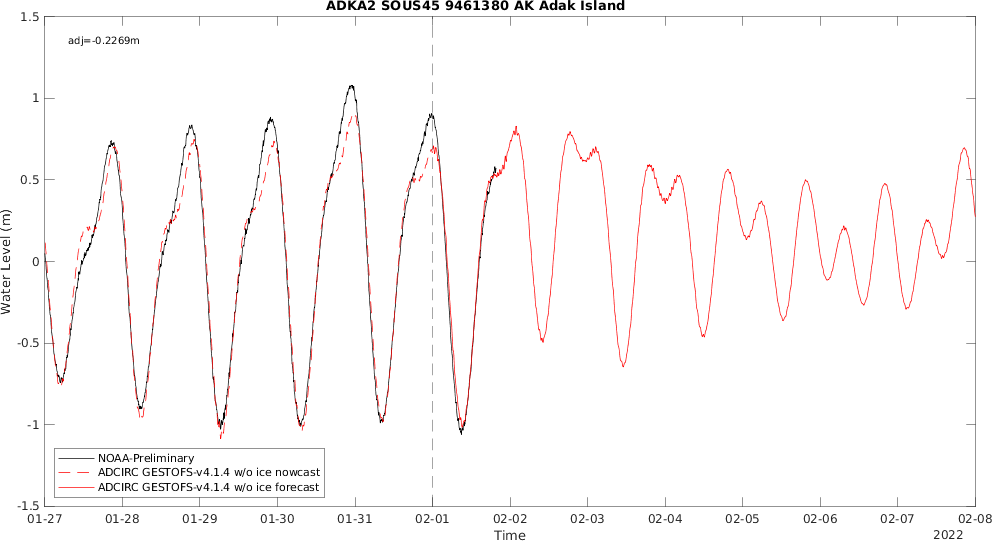 ADKA2 SOUS45 9461380 AK Adak Island
adj=-0.2269m
1.5
1
0.5
0
-0.5
-1
-1.5
Water Level (m)
NOAA-Preliminary
ADCIRC GESTOFS-v4.1.4 w/o ice nowcast
ADCIRC GESTOFS-v4.1.4 w/o ice forecast
01-27 01-28 01-29 01-30 01-31 02-01 02-02 02-03 02-04 02-05 02-06 02-07 02-08
Time
2022